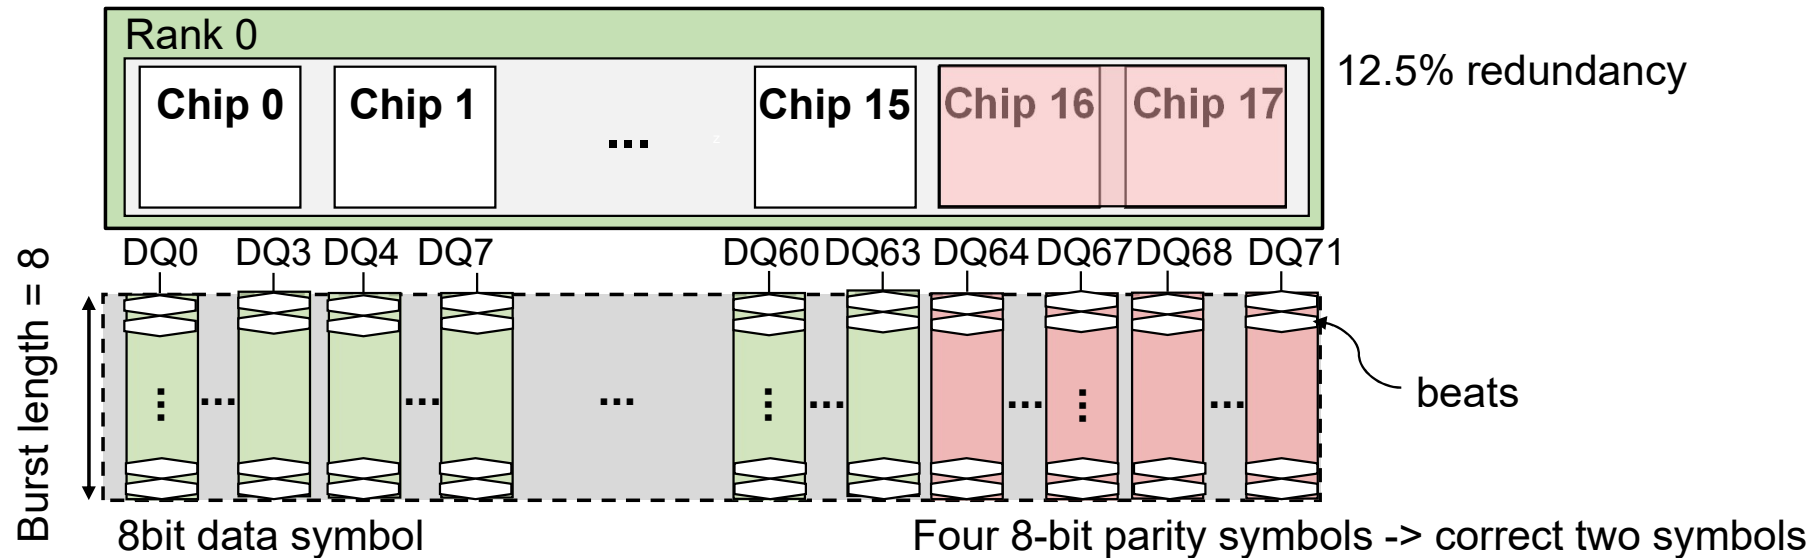 Rank 0
12.5% redundancy
Chip 0 Chip 1 ... Chip 15 Chip 16 Chip 17
z
DQ0 DQ3 DQ4 DQ7 DQ60 DQ63 DQ64 DQ67 DQ68 DQ71
Burst length = 8
... ... ... ... ... ...
beats
8bit data symbol
Four 8-bit parity symbols -> correct two symbols